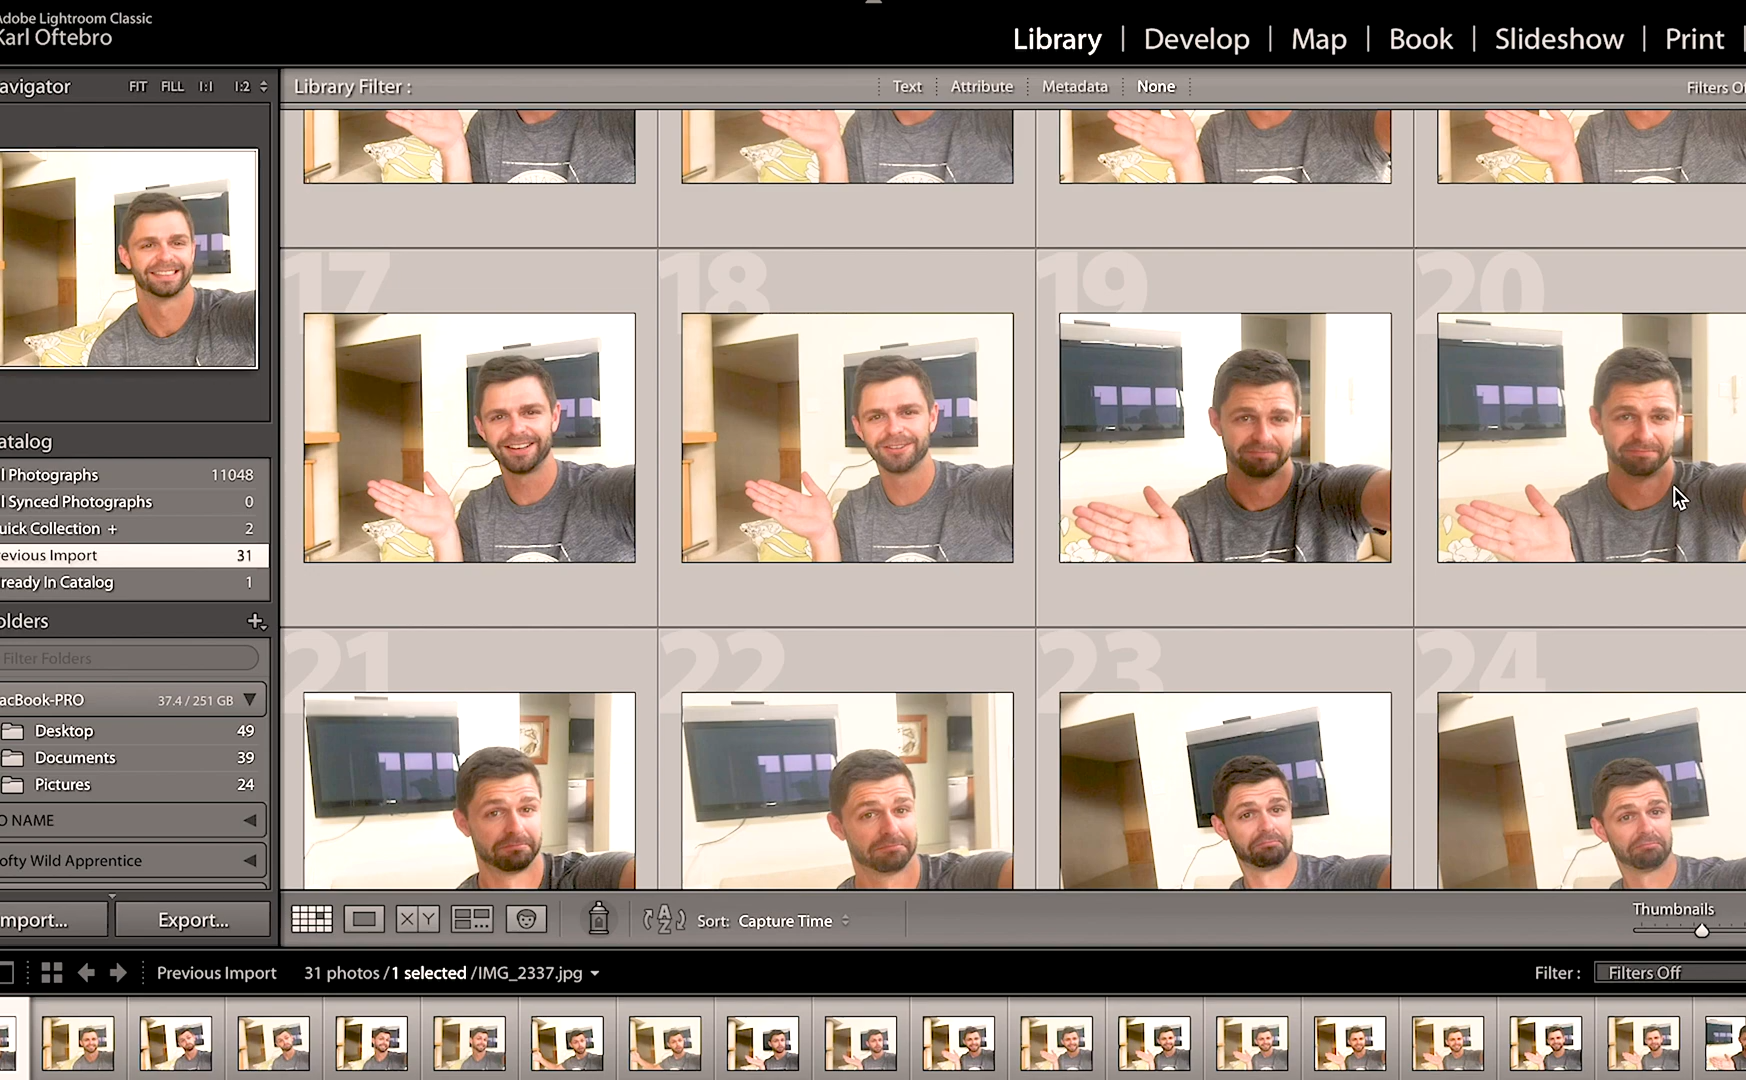 Adobe Lightroom Classic
Karl Oftebro
Library | Develop | Map | Book | Slideshow | Print |
avigator FIT FILL 1:1 1:2
Library Filter : Text Attribute Metadata None Filters O
17 18 19 20
atalog
l Photographs 11048
l Synced Photographs 0
uick Collection + 2
evious Import 31
ready In Catalog 1
olders +
Filter Folders
21 22 23 24
acBook-PRO 37.4 / 251 GB
Desktop 49
Documents 39
Pictures 24
O NAME
ofty Wild Apprentice
mport... Export... XY AZ Sort: Capture Time Thumbnails
Previous Import 31 photos / 1 selected / IMG_2337.jpg Filter : Filters Off